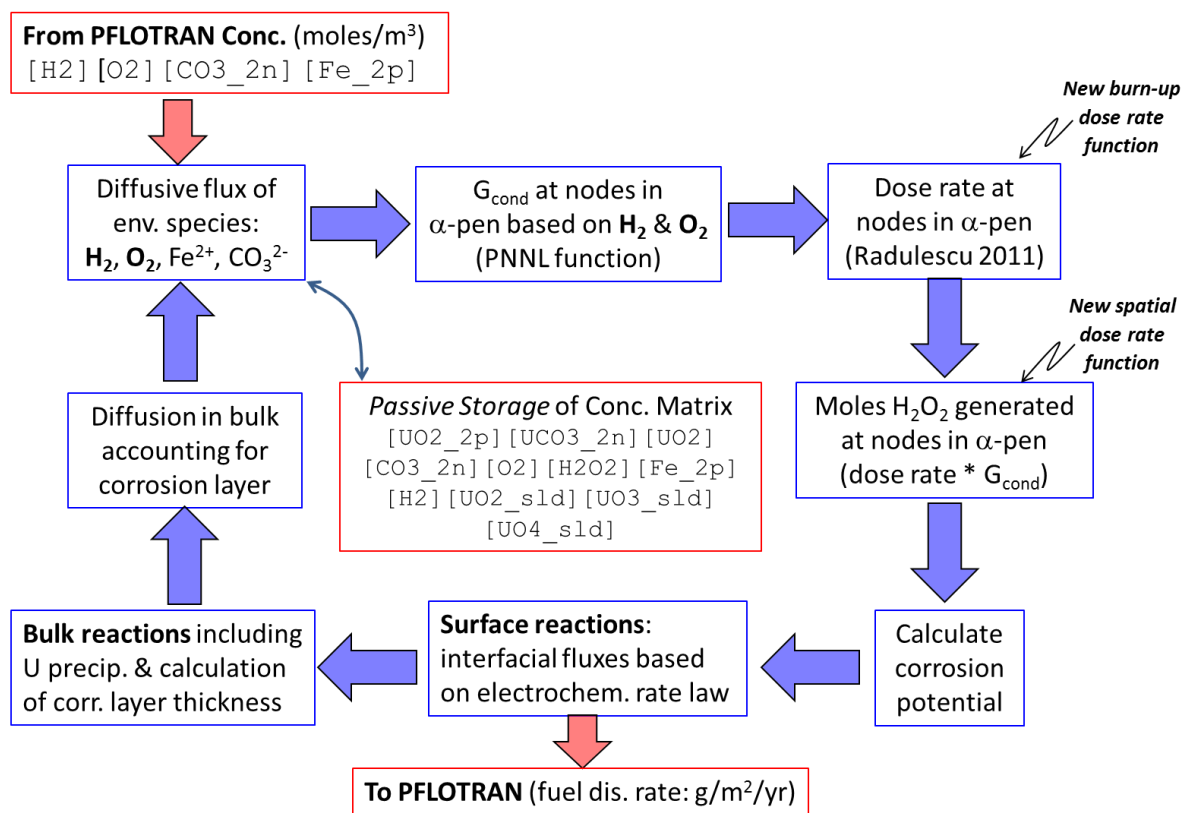 From PFLOTRAN Conc. (moles/m³)
[H2][O2][CO3_2n][Fe_2p]
New burn-up
dose rate
function
Diffusive flux of
env. species:
H₂, O₂, Fe²⁺, CO₃²⁻
G_cond at nodes in
α-pen based on H₂ & O₂
(PNNL function)
Dose rate at
nodes in α-pen
(Radulescu 2011)
New spatial
dose rate
function
Diffusion in bulk
accounting for
corrosion layer
Passive Storage of Conc. Matrix
[UO2_2p][UCO3_2n][UO2]
[CO3_2n][O2][H2O2][Fe_2p]
[H2][UO2_sld][UO3_sld]
[UO4_sld]
Moles H₂O₂ generated
at nodes in α-pen
(dose rate * G_cond)
Bulk reactions including
U precip. & calculation
of corr. layer thickness
Surface reactions:
interfacial fluxes based
on electrochem. rate law
Calculate
corrosion
potential
To PFLOTRAN (fuel dis. rate: g/m²/yr)